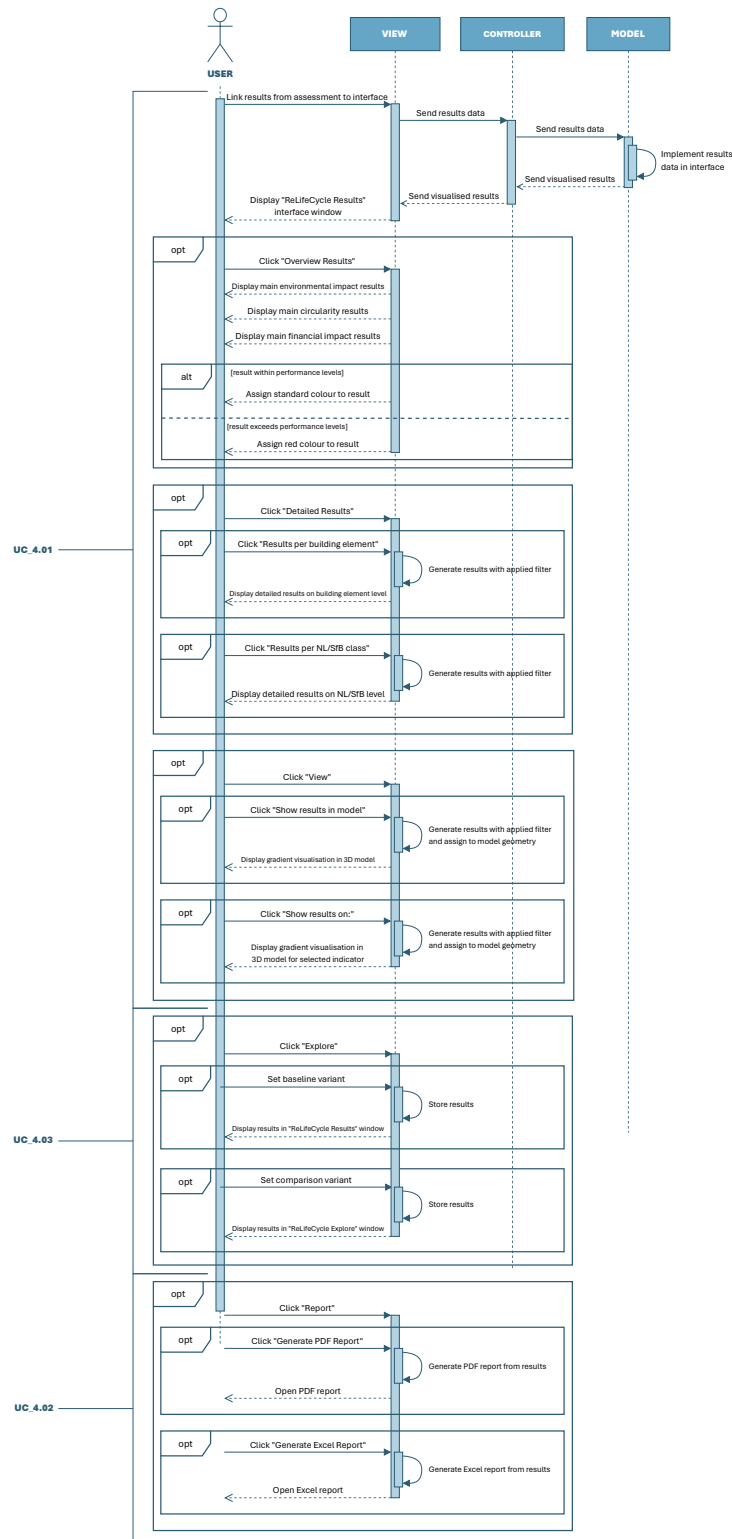 VIEW
CONTROLLER
MODEL
USER
Link results from assessment to interface
Send results data
Send results data
Implement results
data in interface
Send visualised results
Send visualised results
Display "ReLifeCycle Results"
interface window
opt
Click "Overview Results"
Display main environmental impact results
Display main circularity results
Display main financial impact results
alt
[result within performance levels]
Assign standard colour to result
[result exceeds performance levels]
Assign red colour to result
opt
Click "Detailed Results"
UC_4.01
opt
Click "Results per building element"
Generate results with applied filter
Display detailed results on building element level
opt
Click "Results per NL/SfB class"
Generate results with applied filter
Display detailed results on NL/SfB level
opt
Click "View"
opt
Click "Show results in model"
Generate results with applied filter
and assign to model geometry
Display gradient visualisation in 3D model
opt
Click "Show results on:"
Generate results with applied filter
and assign to model geometry
Display gradient visualisation in
3D model for selected indicator
opt
Click "Explore"
opt
Set baseline variant
Store results
Display results in "ReLifeCycle Results" window
UC_4.03
opt
Set comparison variant
Store results
Display results in "ReLifeCycle Explore" window
opt
Click "Report"
opt
Click "Generate PDF Report"
Generate PDF report from results
Open PDF report
UC_4.02
opt
Click "Generate Excel Report"
Generate Excel report from results
Open Excel report